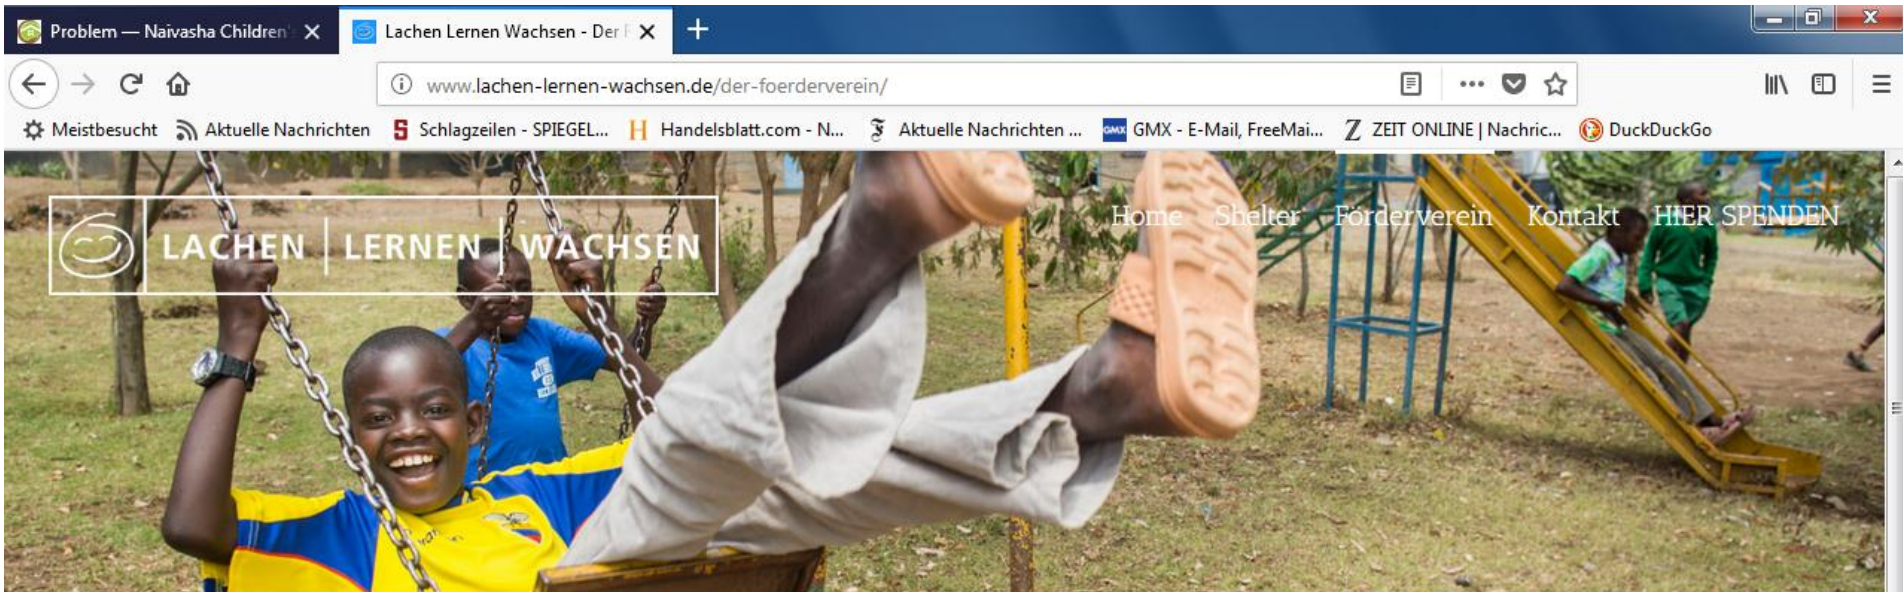 Problem — Naivasha Children'
Lachen Lernen Wachsen - Der F
www.lachen-lernen-wachsen.de/der-foerderverein/
Meistbesucht
Aktuelle Nachrichten
Schlagzeilen - SPIEGEL...
Handelsblatt.com - N...
Aktuelle Nachrichten ...
GMX - E-Mail, FreeMai...
ZEIT ONLINE | Nachric...
DuckDuckGo
LACHEN | LERNEN | WACHSEN
Home Shelter Förderverein Kontakt HIER SPENDEN